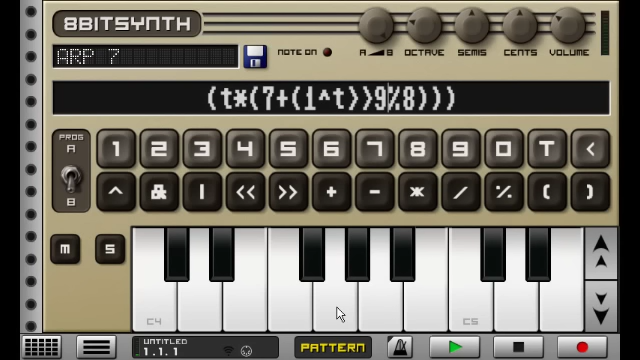 8BITSYNTH
ARP 7
NOTE ON
A B OCTAVE SEMIS CENTS VOLUME
(t*(7+(1^t)>>9%8)))
PROG
A
B
1 2 3 4 5 6 7 8 9 0 T <
^ & | << >> + - * / % ( )
M S
C4 C5
UNTITLED
1.1.1
PATTERN